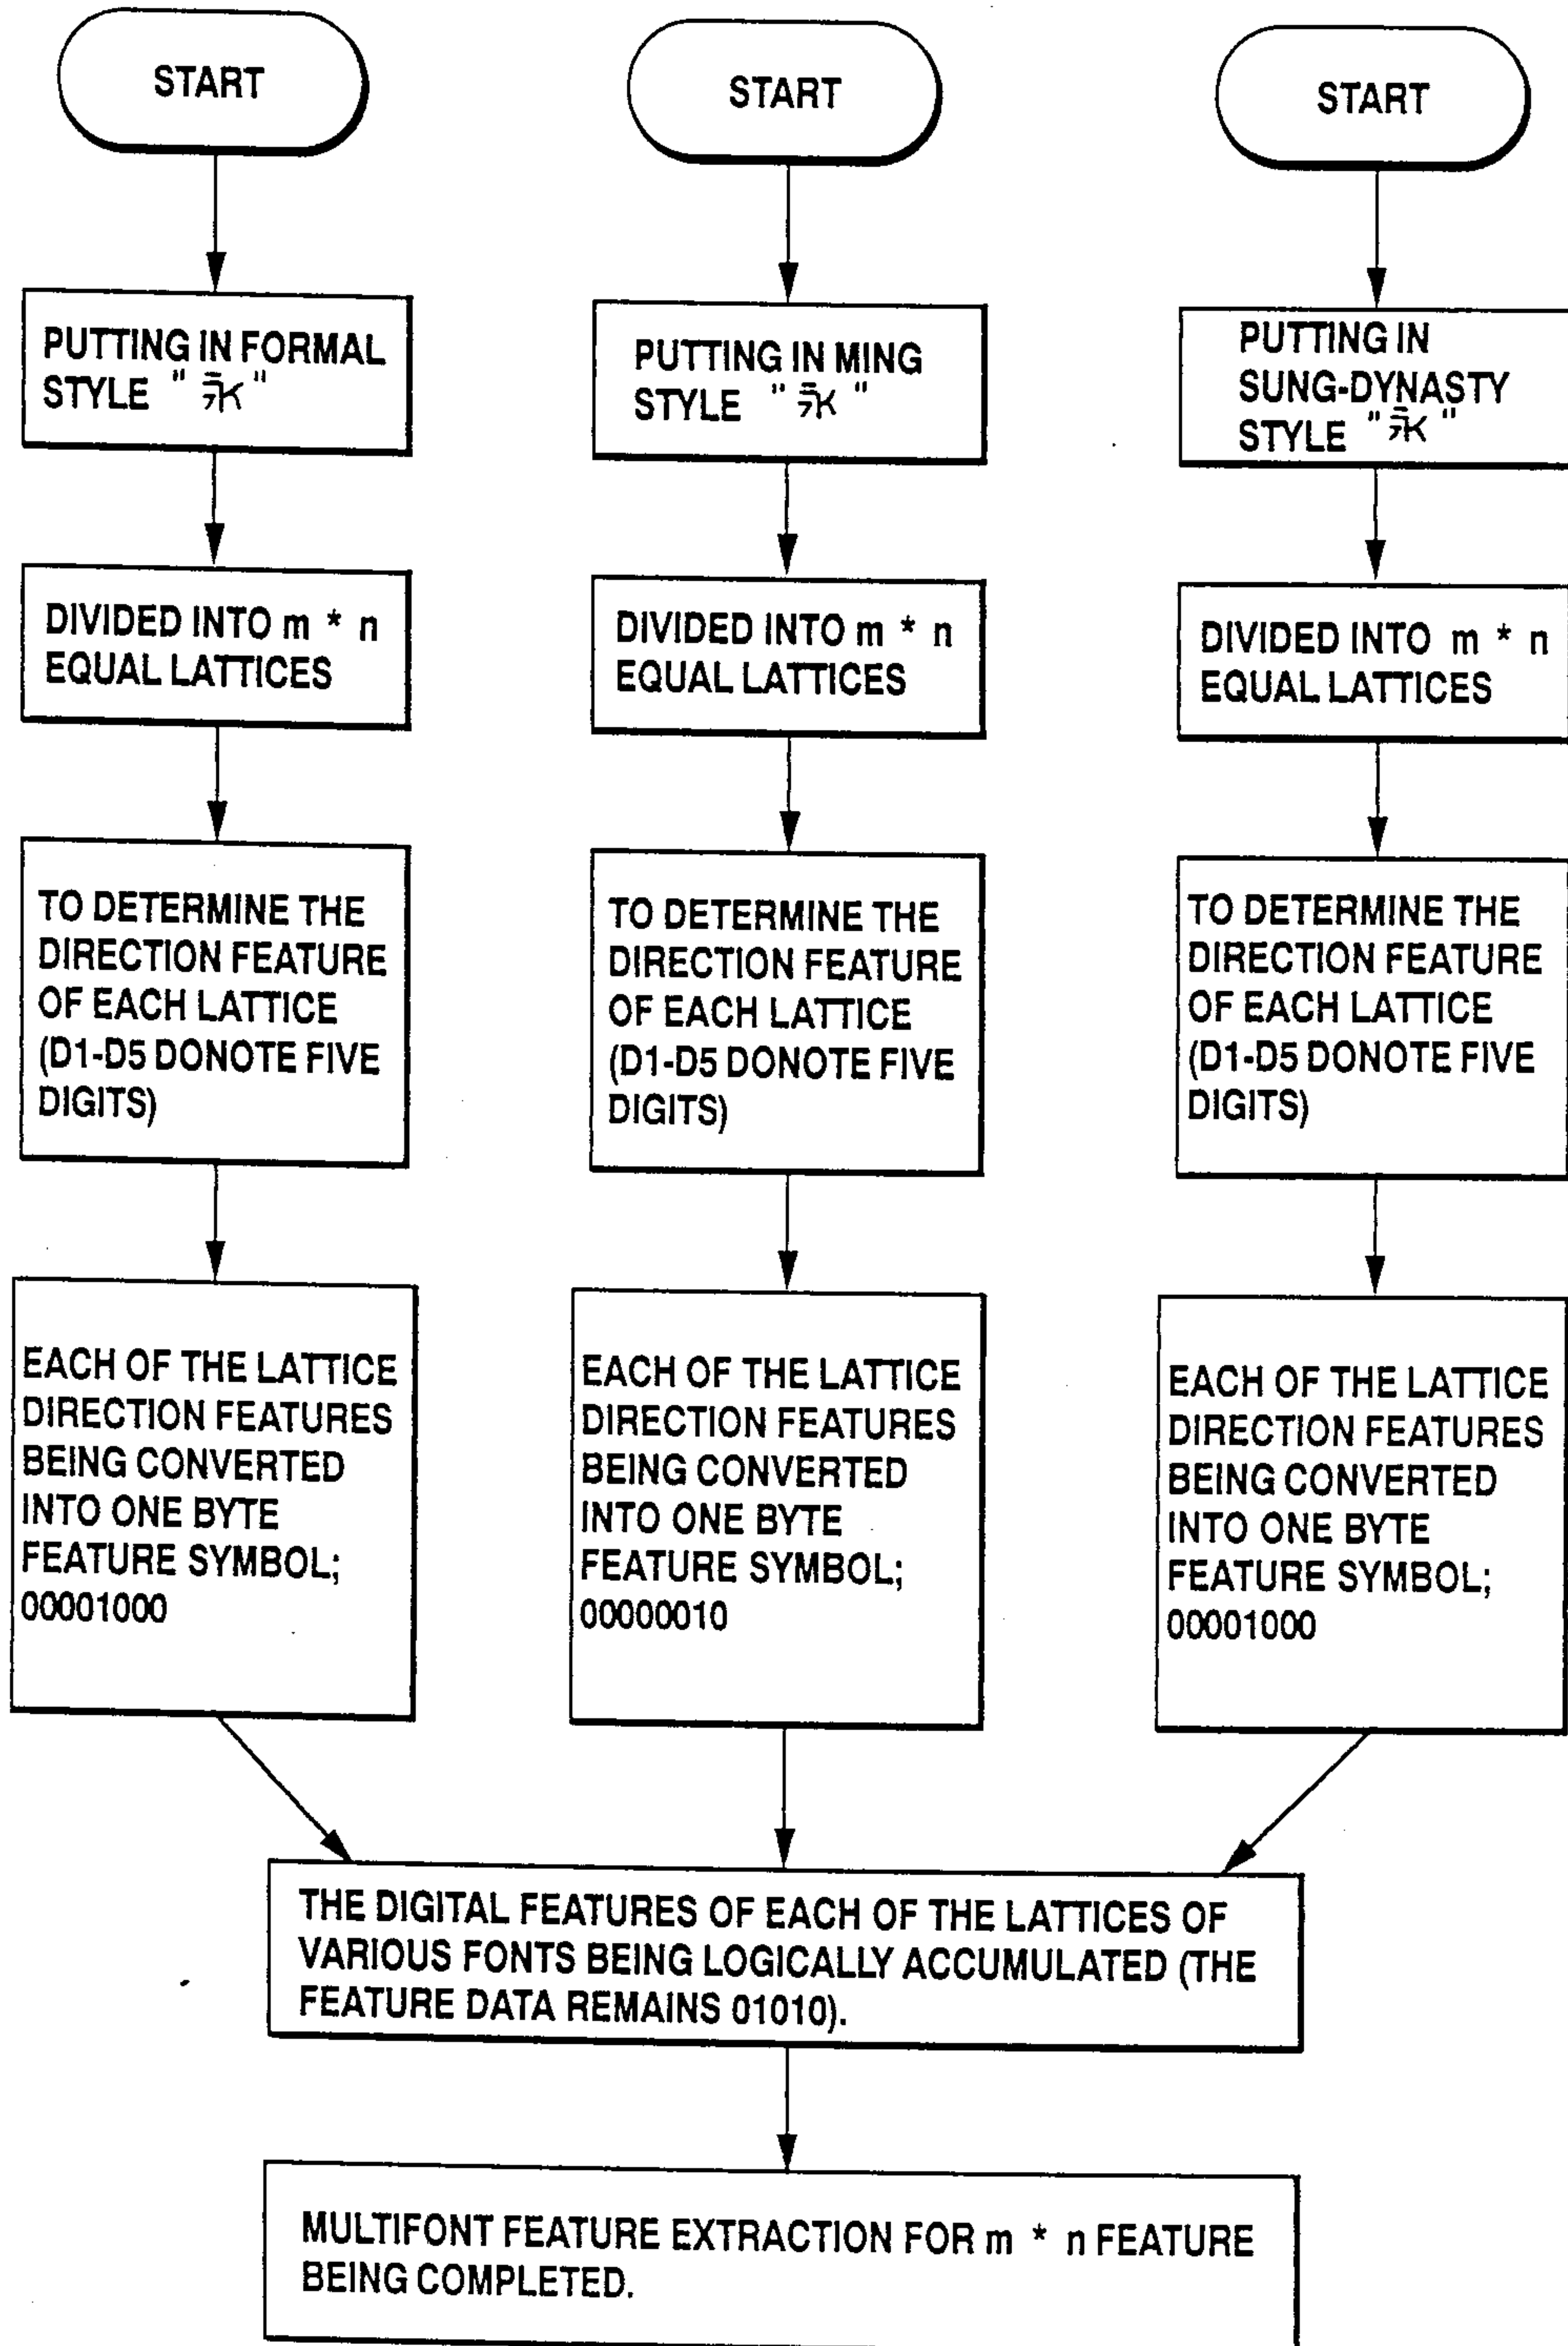 START
PUTTING IN FORMAL
STYLE " "
DIVIDED INTO m * n
EQUAL LATTICES
TO DETERMINE THE
DIRECTION FEATURE
OF EACH LATTICE
(D1-D5 DONOTE FIVE
DIGITS)
EACH OF THE LATTICE
DIRECTION FEATURES
BEING CONVERTED
INTO ONE BYTE
FEATURE SYMBOL;
00001000
START
PUTTING IN MING
STYLE " "
DIVIDED INTO m * n
EQUAL LATTICES
TO DETERMINE THE
DIRECTION FEATURE
OF EACH LATTICE
(D1-D5 DONOTE FIVE
DIGITS)
EACH OF THE LATTICE
DIRECTION FEATURES
BEING CONVERTED
INTO ONE BYTE
FEATURE SYMBOL;
00000010
START
PUTTING IN
SUNG-DYNASTY
STYLE " "
DIVIDED INTO m * n
EQUAL LATTICES
TO DETERMINE THE
DIRECTION FEATURE
OF EACH LATTICE
(D1-D5 DONOTE FIVE
DIGITS)
EACH OF THE LATTICE
DIRECTION FEATURES
BEING CONVERTED
INTO ONE BYTE
FEATURE SYMBOL;
00001000
THE DIGITAL FEATURES OF EACH OF THE LATTICES OF
VARIOUS FONTS BEING LOGICALLY ACCUMULATED (THE
FEATURE DATA REMAINS 01010).
MULTIFONT FEATURE EXTRACTION FOR m * n FEATURE
BEING COMPLETED.